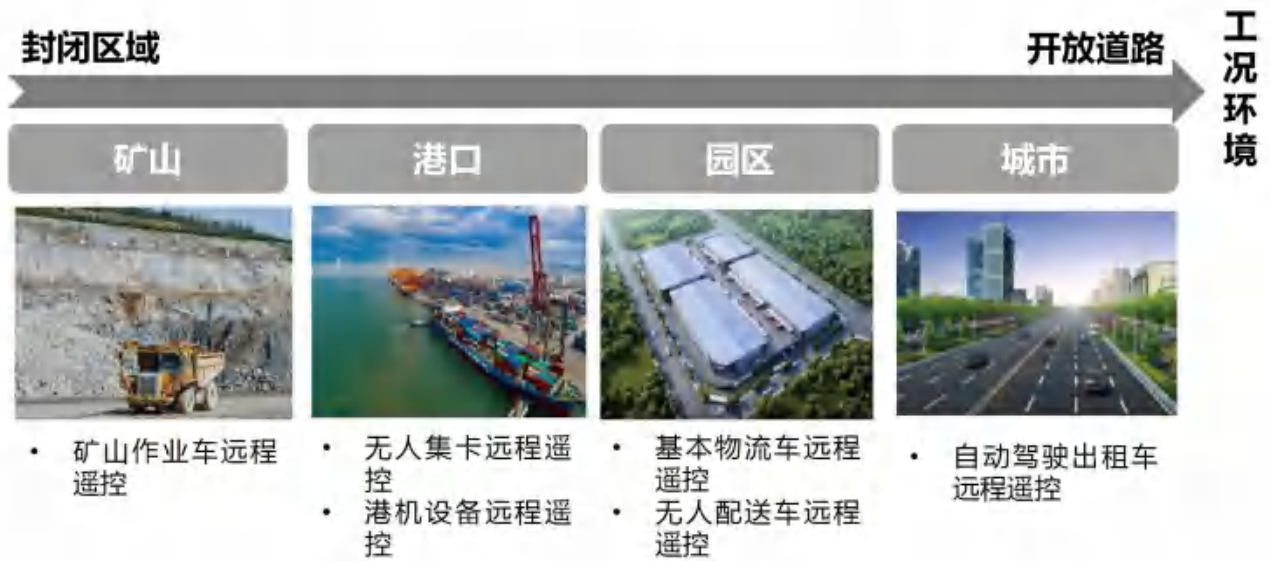 封闭区域
开放道路
工况环境
矿山
港口
园区
城市
• 矿山作业车远程
遥控
• 无人集卡远程遥
控
• 港机设备远程遥
控
• 基本物流车远程
遥控
• 无人配送车远程
遥控
• 自动驾驶出租车
远程遥控